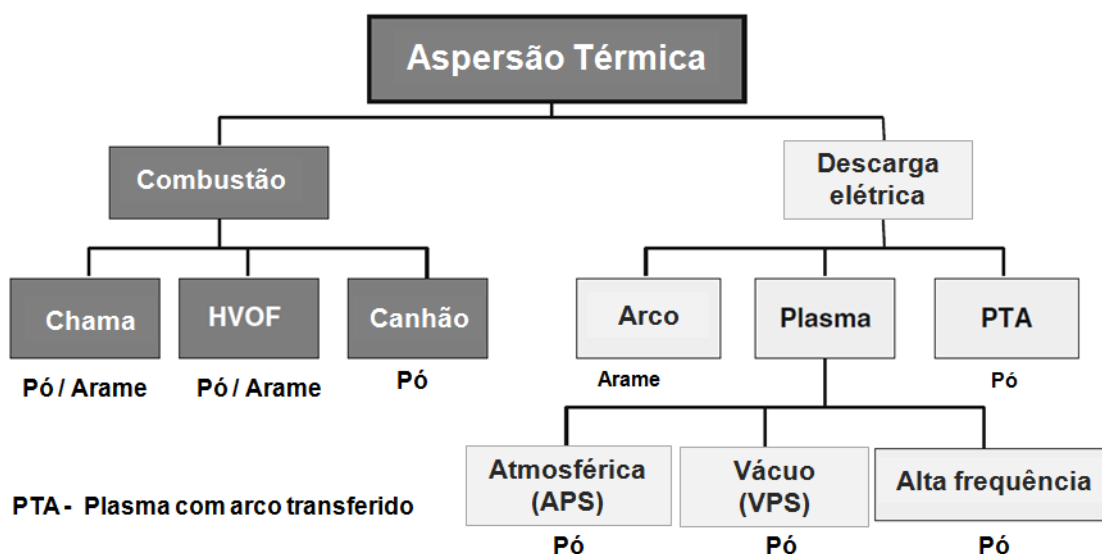 Aspersão Térmica
Combustão
Descarga
elétrica
Chama
HVOF
Canhão
Arco
Plasma
PTA
Pó / Arame
Pó / Arame
Pó
Arame
Pó
Atmosférica
(APS)
Vácuo
(VPS)
Alta frequência
PTA - Plasma com arco transferido
Pó
Pó
Pó